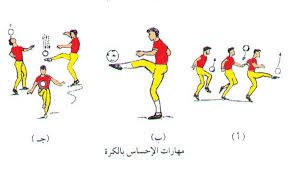 ( أ ) ( ب ) ( جـ )
مهارات الإحساس بالكرة